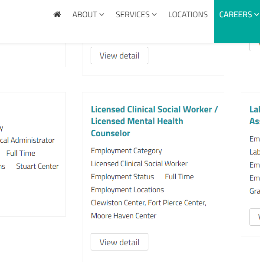 ABOUT SERVICES LOCATIONS CAREERS
View detail
cal Administrator
Full Time
Stuart Center
Licensed Clinical Social Worker /
Licensed Mental Health
Counselor
Employment Category
Licensed Clinical Social Worker
Employment Status Full Time
Employment Locations
Clewiston Center, Fort Pierce Center,
Moore Haven Center
View detail
La
As
Em
Lab
Em
Em
Gra